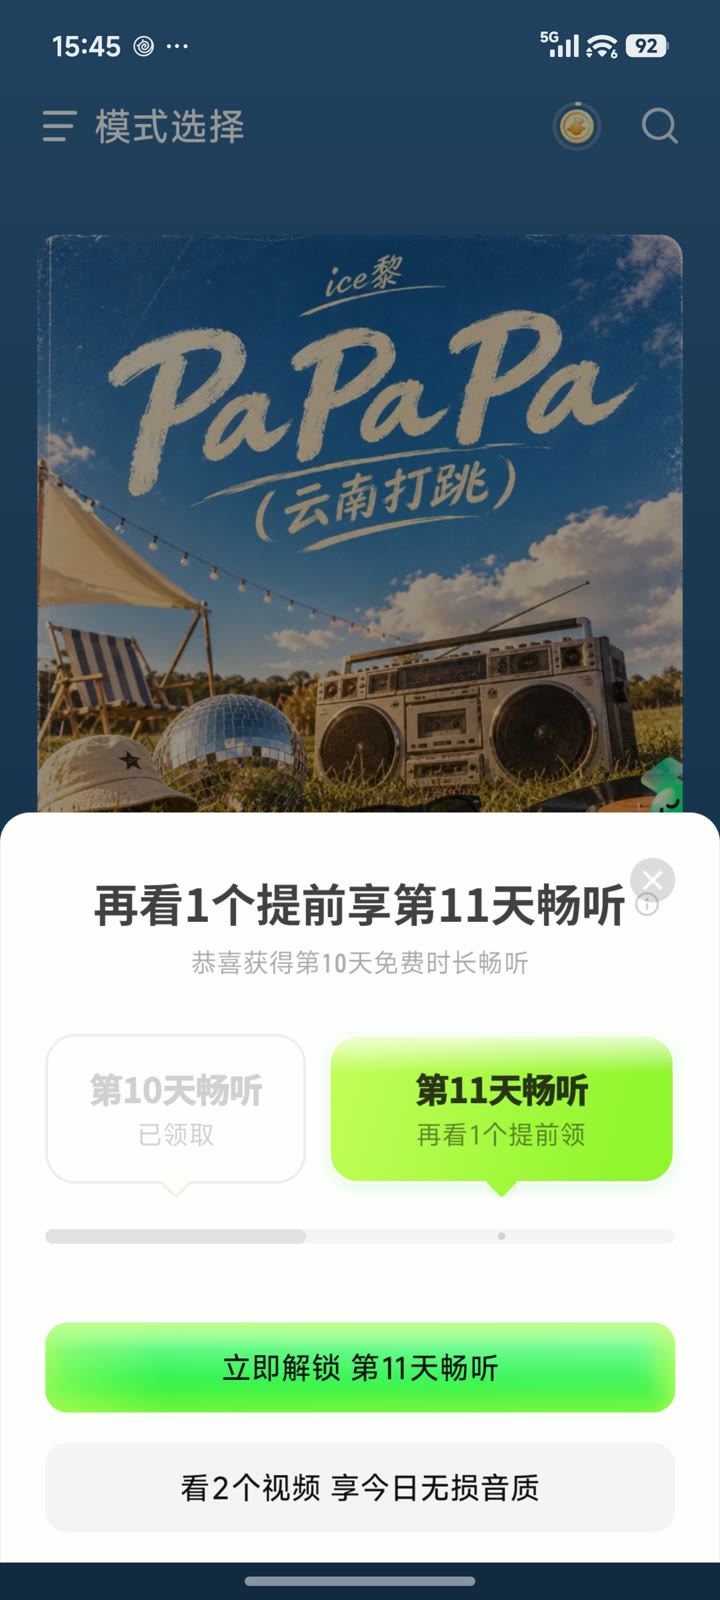 15:45
5G
6
92
模式选择
ice黎
PaPaPa
（云南打跳）
再看1个提前享第11天畅听
恭喜获得第10天免费时长畅听
第10天畅听
已领取
第11天畅听
再看1个提前领
立即解锁 第11天畅听
看2个视频 享今日无损音质